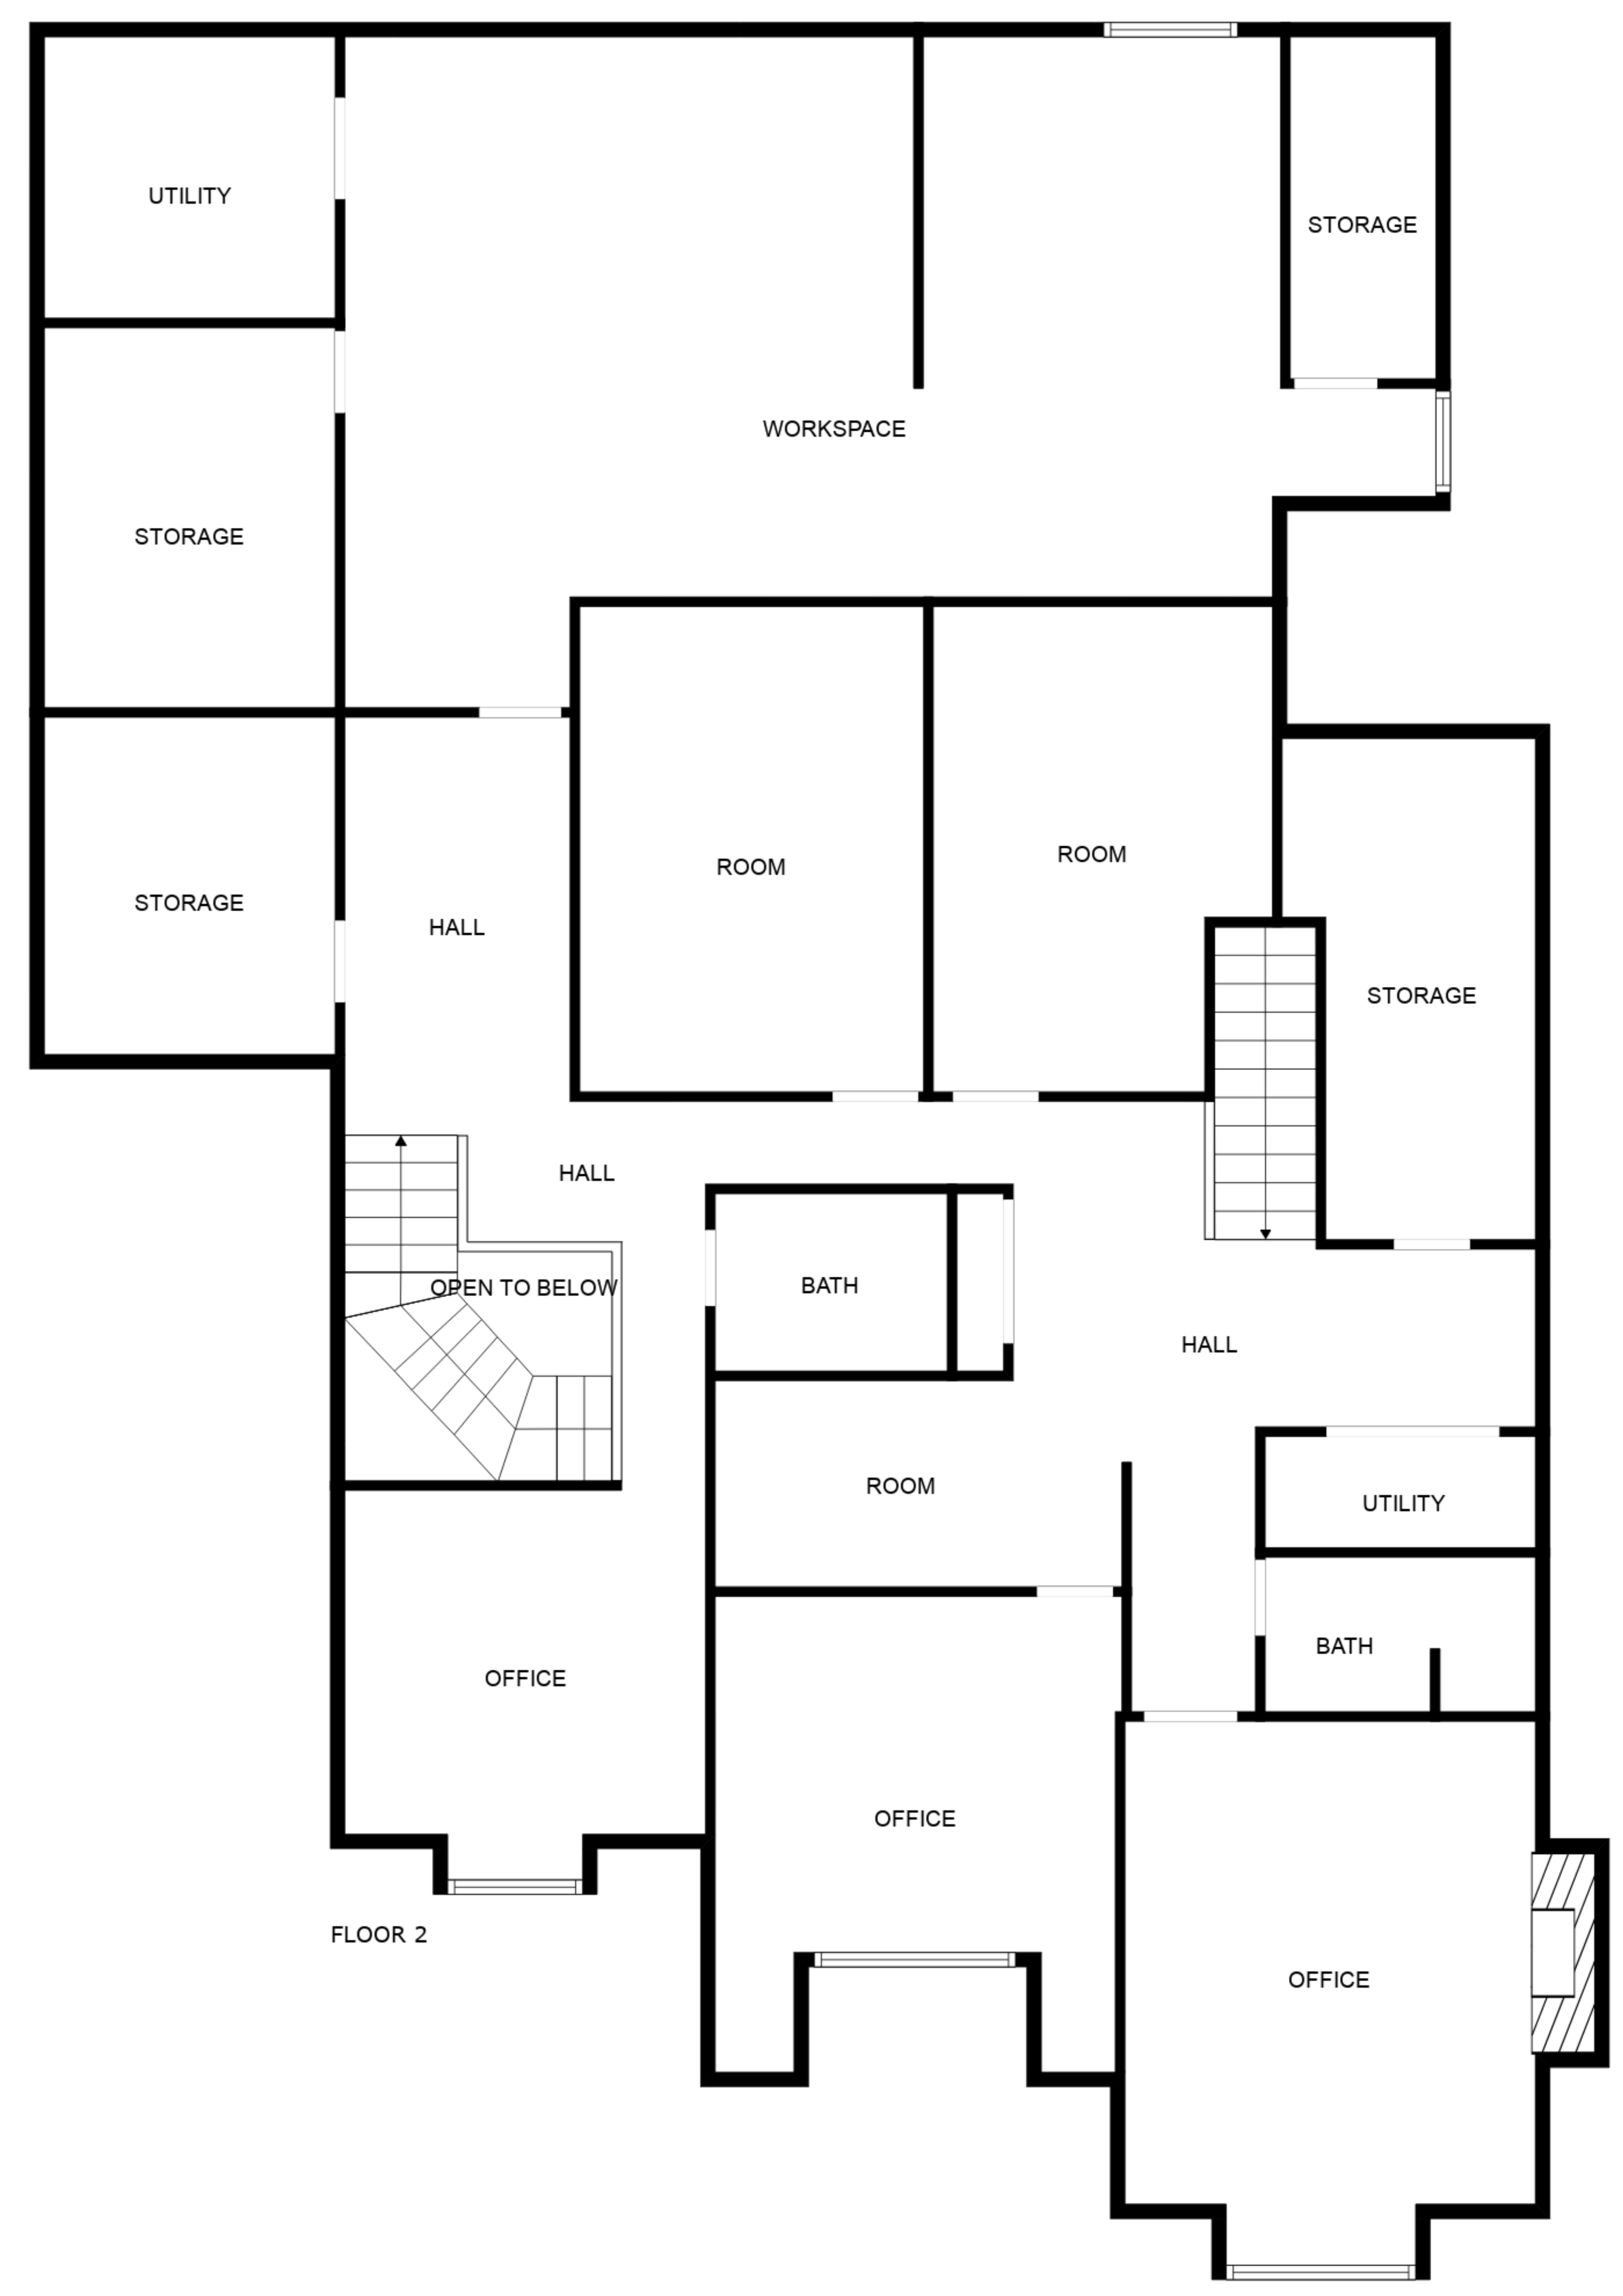 UTILITY
STORAGE
WORKSPACE
STORAGE
ROOM
ROOM
STORAGE
HALL
STORAGE
HALL
BATH
OPEN TO BELOW
HALL
ROOM
UTILITY
BATH
OFFICE
OFFICE
FLOOR 2
OFFICE